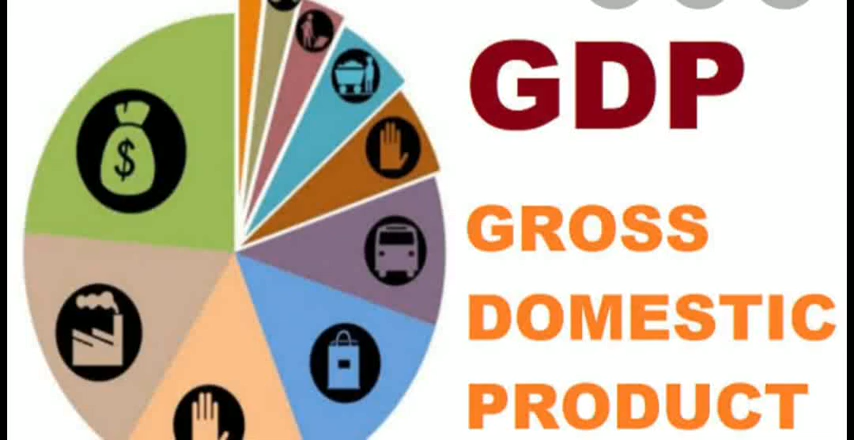 $
GDP
GROSS
DOMESTIC
PRODUCT